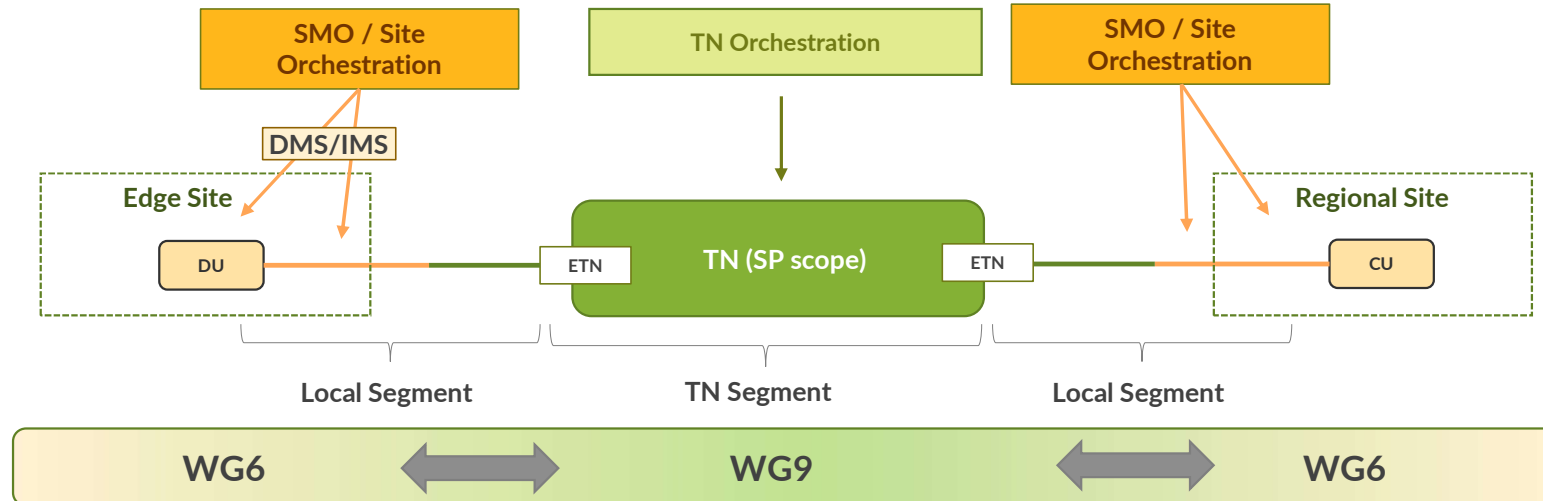 SMO / Site
Orchestration
TN Orchestration
SMO / Site
Orchestration
DMS/IMS
Edge Site
Regional Site
DU
ETN
TN (SP scope)
ETN
CU
Local Segment
TN Segment
Local Segment
WG6
WG9
WG6